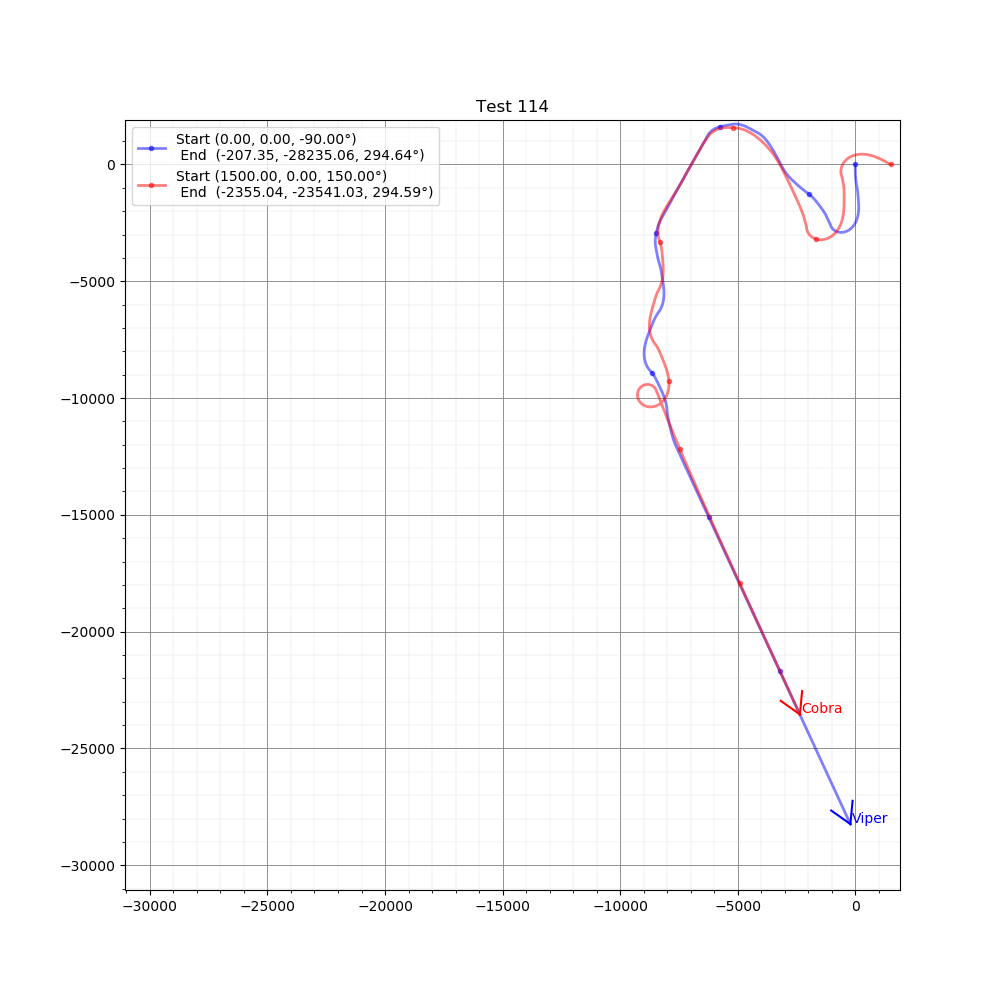 Test 114
Start (0.00, 0.00, -90.00°)
End  (-207.35, -28235.06, 294.64°)
Start (1500.00, 0.00, 150.00°)
End  (-2355.04, -23541.03, 294.59°)
0
−5000
−10000
−15000
−20000
−25000
−30000
Cobra
Viper
−30000 −25000 −20000 −15000 −10000 −5000 0